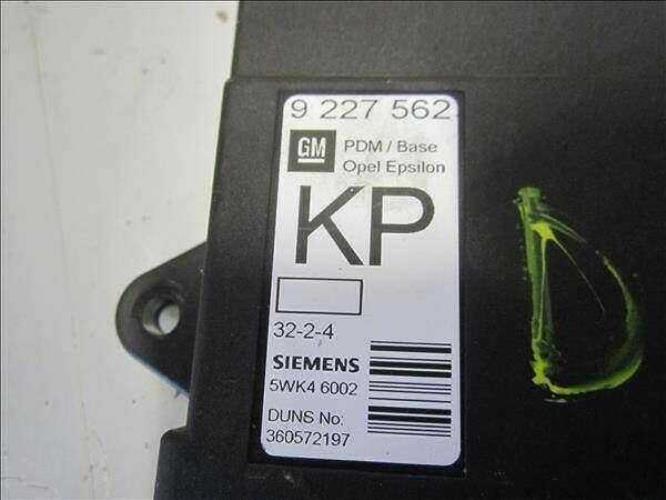 9 227 562
GM PDM / Base
Opel Epsilon
KP
32-2-4
SIEMENS
5WK4 6002
DUNS No:
360572197
D